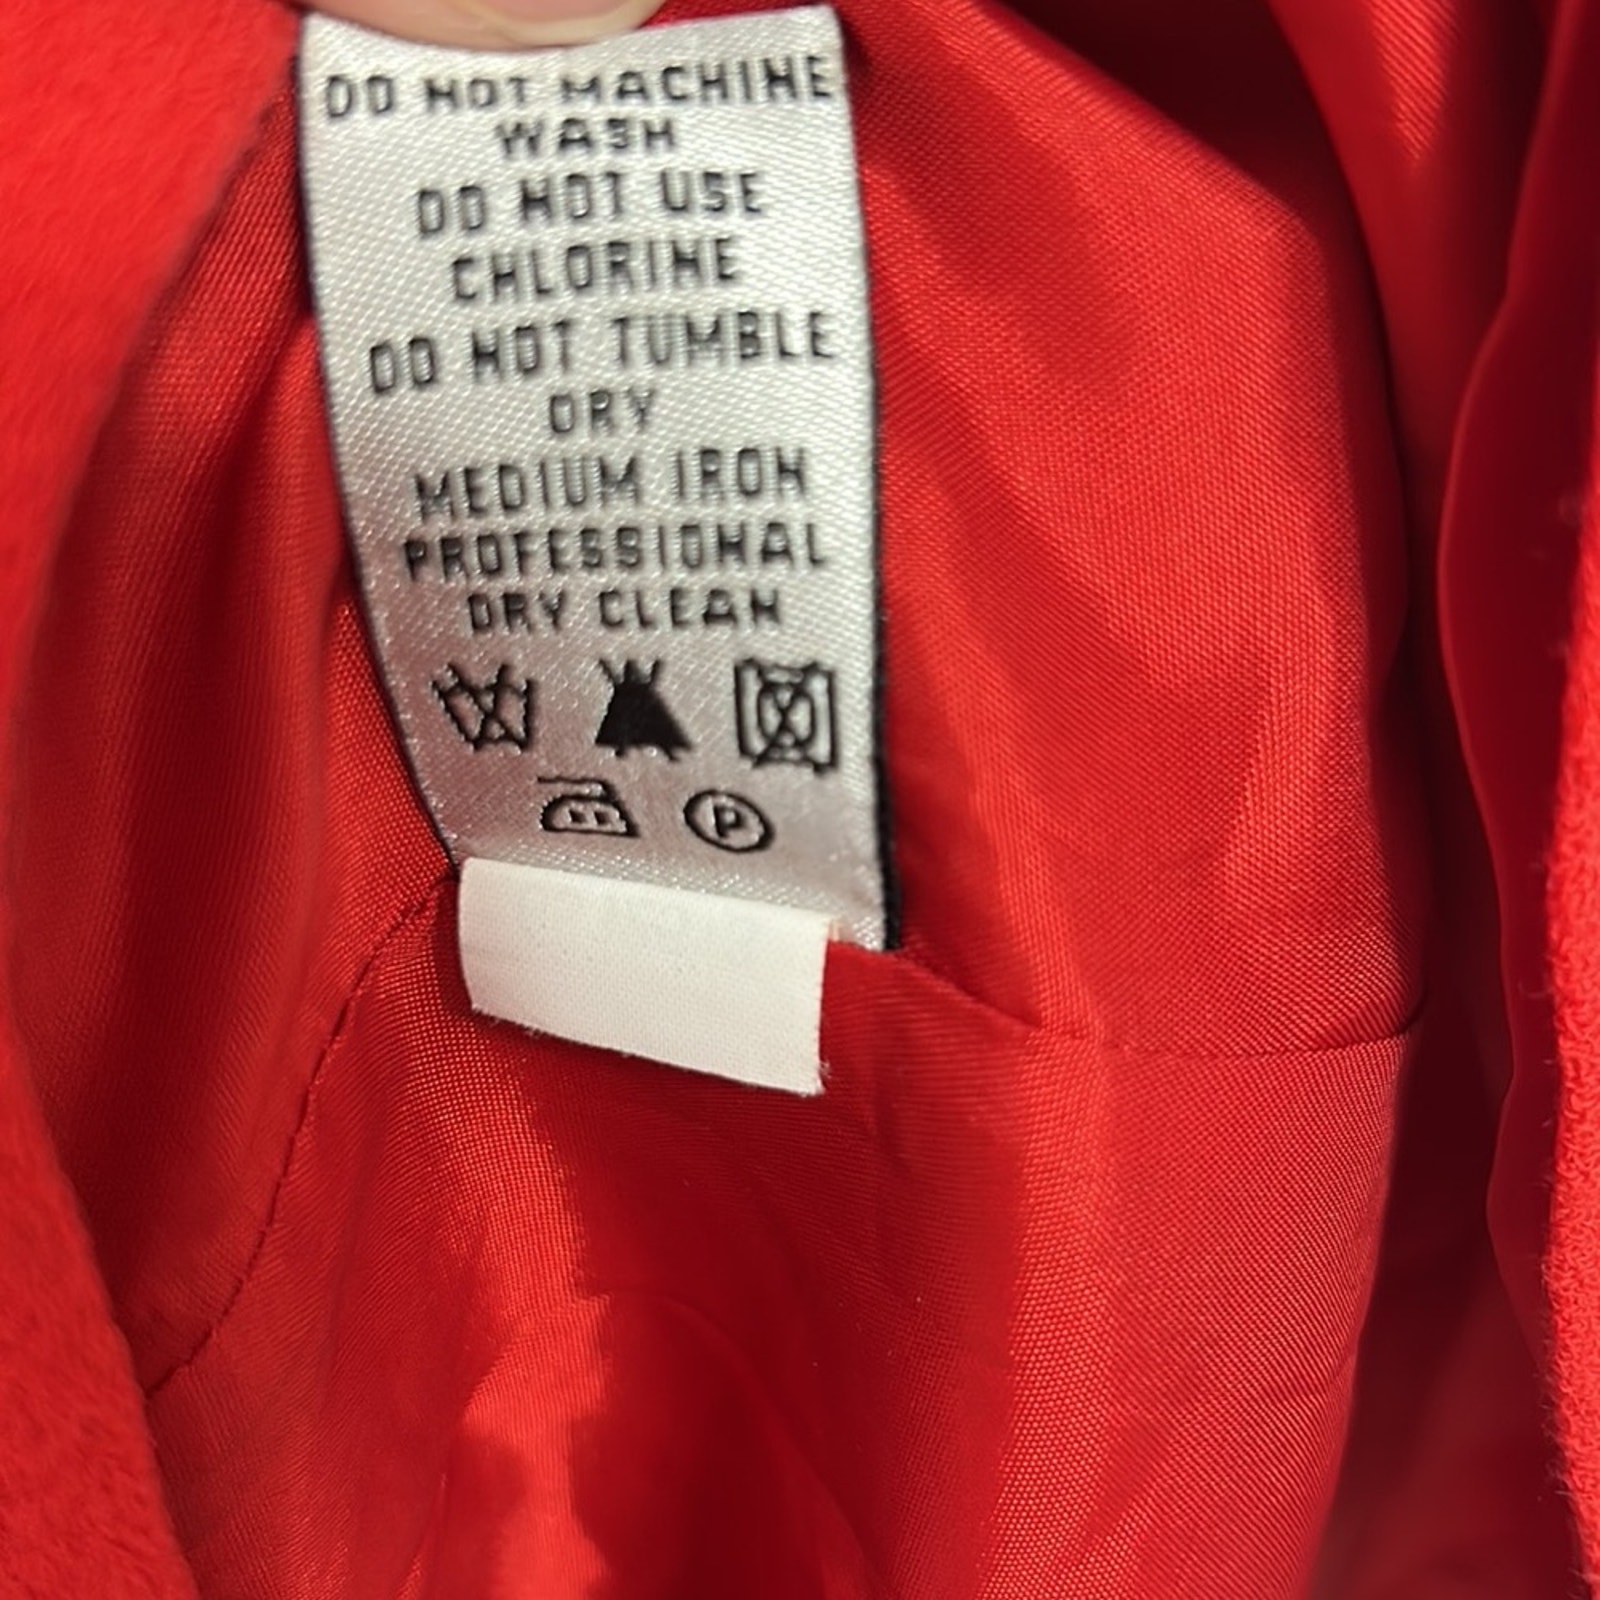 DO NOT MACHINE
WASH
DO NOT USE
CHLORINE
DO NOT TUMBLE
DRY
MEDIUM IRON
PROFESSIONAL
DRY CLEAN
P